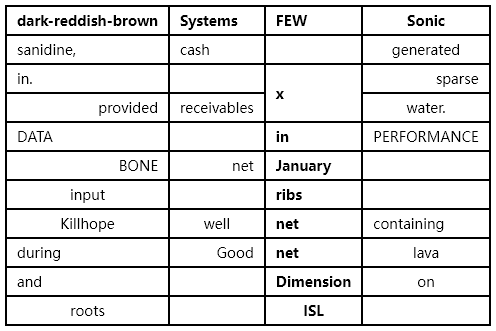 dark-reddish-brown Systems FEW Sonic
sanidine, cash generated
in. x sparse
provided receivables water.
DATA in PERFORMANCE
BONE net January
input ribs
Killhope well net containing
during Good net lava
and Dimension on
roots ISL